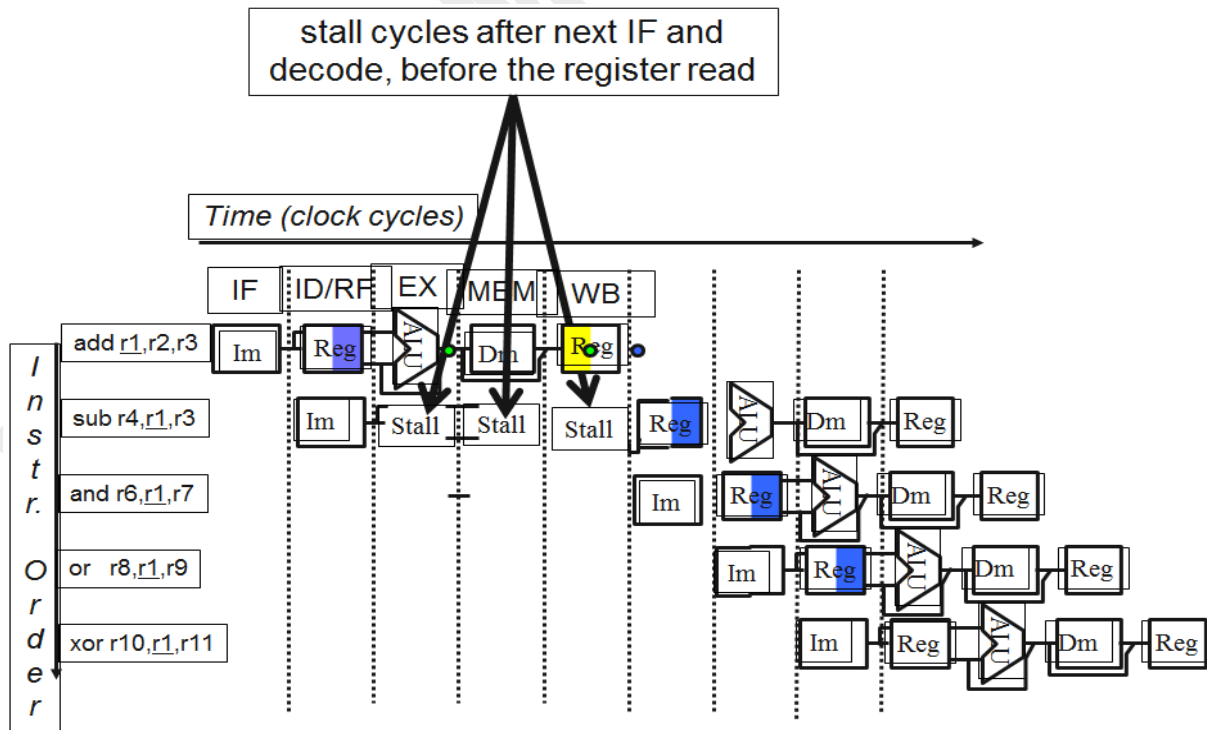 stall cycles after next IF and
decode, before the register read
Time (clock cycles)
IF ID/RF EX MEM WB
Instr. Order
add r1,r2,r3 Im Reg ALU Dm Reg
sub r4,r1,r3 Im Stall Stall Stall Reg ALU Dm Reg
and r6,r1,r7 Im Reg ALU Dm Reg
or r8,r1,r9 Im Reg ALU Dm Reg
xor r10,r1,r11 Im Reg ALU Dm Reg